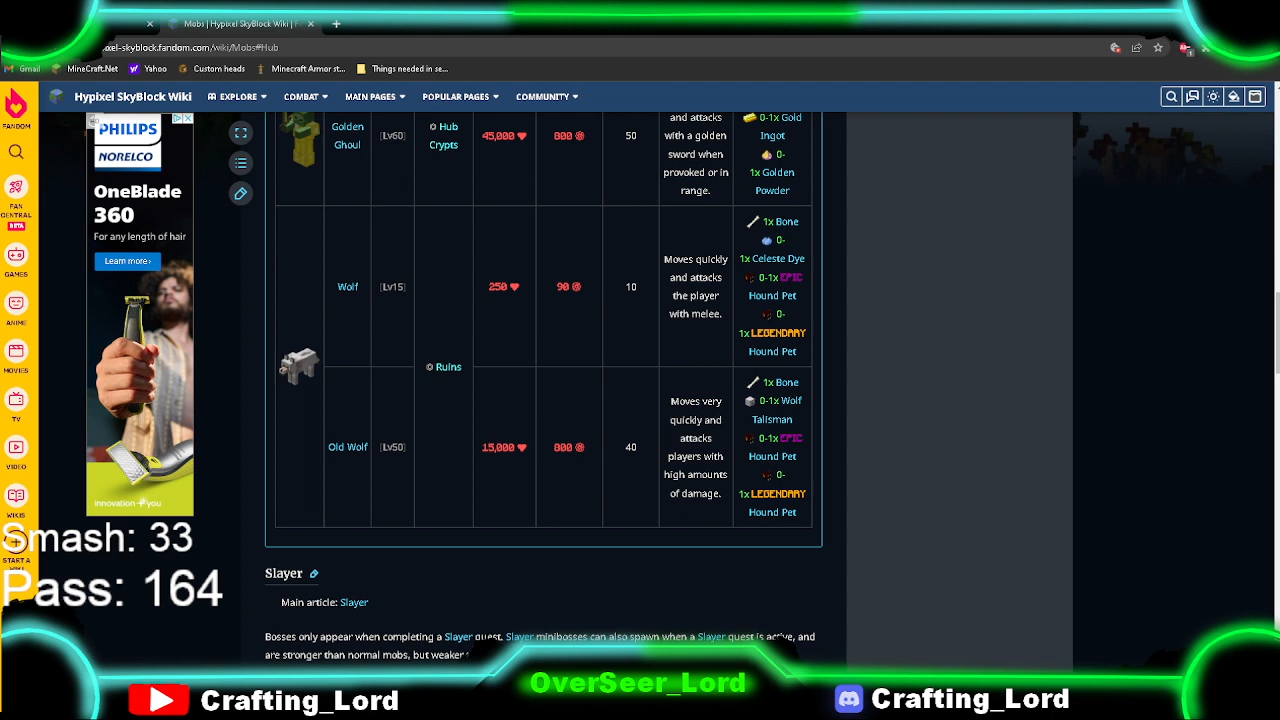 Mobs | Hypixel SkyBlock Wiki | F
pixel-skyblock.fandom.com/wiki/Mobs#Hub
Gmail MineCraft.Net Yahoo Custom heads Minecraft Armor st... Things needed in se...
Hypixel SkyBlock Wiki EXPLORE COMBAT MAIN PAGES POPULAR PAGES COMMUNITY
FANDOM
FAN CENTRAL
BETA
GAMES
ANIME
MOVIES
TV
VIDEO
WIKIS
START A
PHILIPS
NORELCO
OneBlade
360
For any length of hair
Learn more›
innovation + you
Golden
Ghoul
[Lv60]
Hub
Crypts
45,000
800
50
and attacks
with a golden
sword when
provoked or in
range.
0-1x Gold
Ingot
0-
1x Golden
Powder
Wolf
[Lv15]
Ruins
250
90
10
Moves quickly
and attacks
the player
with melee.
1x Bone
0-
1x Celeste Dye
0-1x EPIC
Hound Pet
0-
1x LEGENDARY
Hound Pet
Old Wolf
[Lv50]
15,000
800
40
Moves very
quickly and
attacks
players with
high amounts
of damage.
1x Bone
0-1x Wolf
Talisman
0-1x EPIC
Hound Pet
0-
1x LEGENDARY
Hound Pet
Smash: 33
Pass: 164
Slayer
Main article: Slayer
Bosses only appear when completing a Slayer quest. Slayer minibosses can also spawn when a Slayer quest is active, and
are stronger than normal mobs, but weaker
Crafting_Lord
OverSeer_Lord
Crafting_Lord